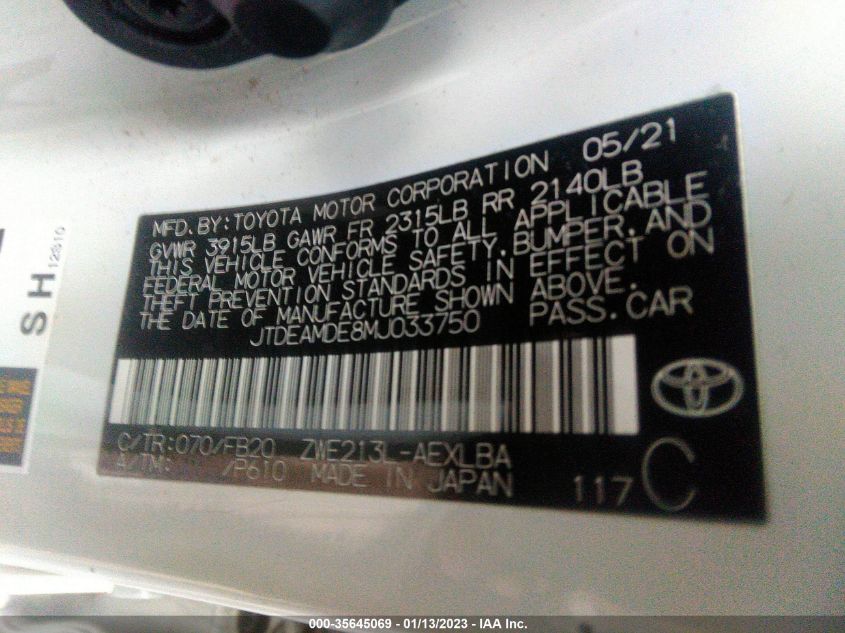 MFD.BY:TOYOTA MOTOR CORPORATION 05/21
GVWR 3915LB GAWR FR 2315LB RR 2140LB
THIS VEHICLE CONFORMS TO ALL APPLICABLE
FEDERAL MOTOR VEHICLE SAFETY,BUMPER,AND
THEFT PREVENTION STANDARDS IN EFFECT ON
THE DATE OF MANUFACTURE SHOWN ABOVE.
JTDEAMDE8MJ033750 PASS.CAR
C/TR:070/FB20 ZWE213L-AEXLBA
A/TM: /P610 MADE IN JAPAN
117 C
SH
12810
000-35645069 - 01/13/2023 - IAA Inc.